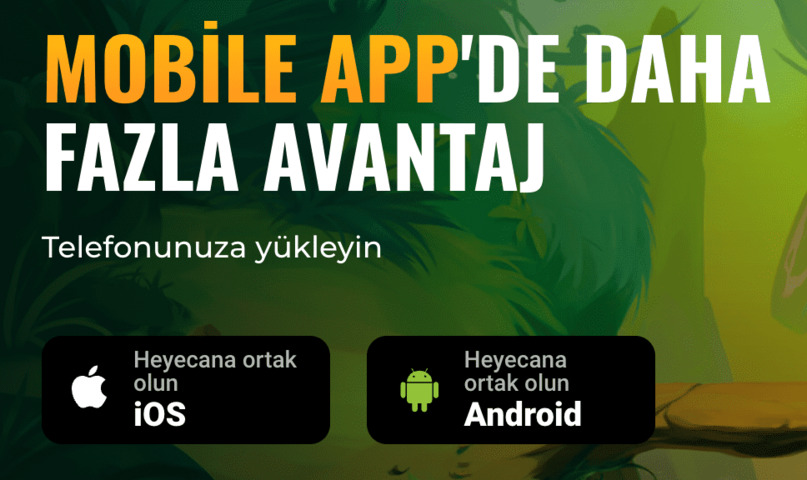 MOBİLE APP'DE DAHA
FAZLA AVANTAJ
Telefonunuza yükleyin
Heyecana ortak
olun
iOS
Heyecana
ortak olun
Android